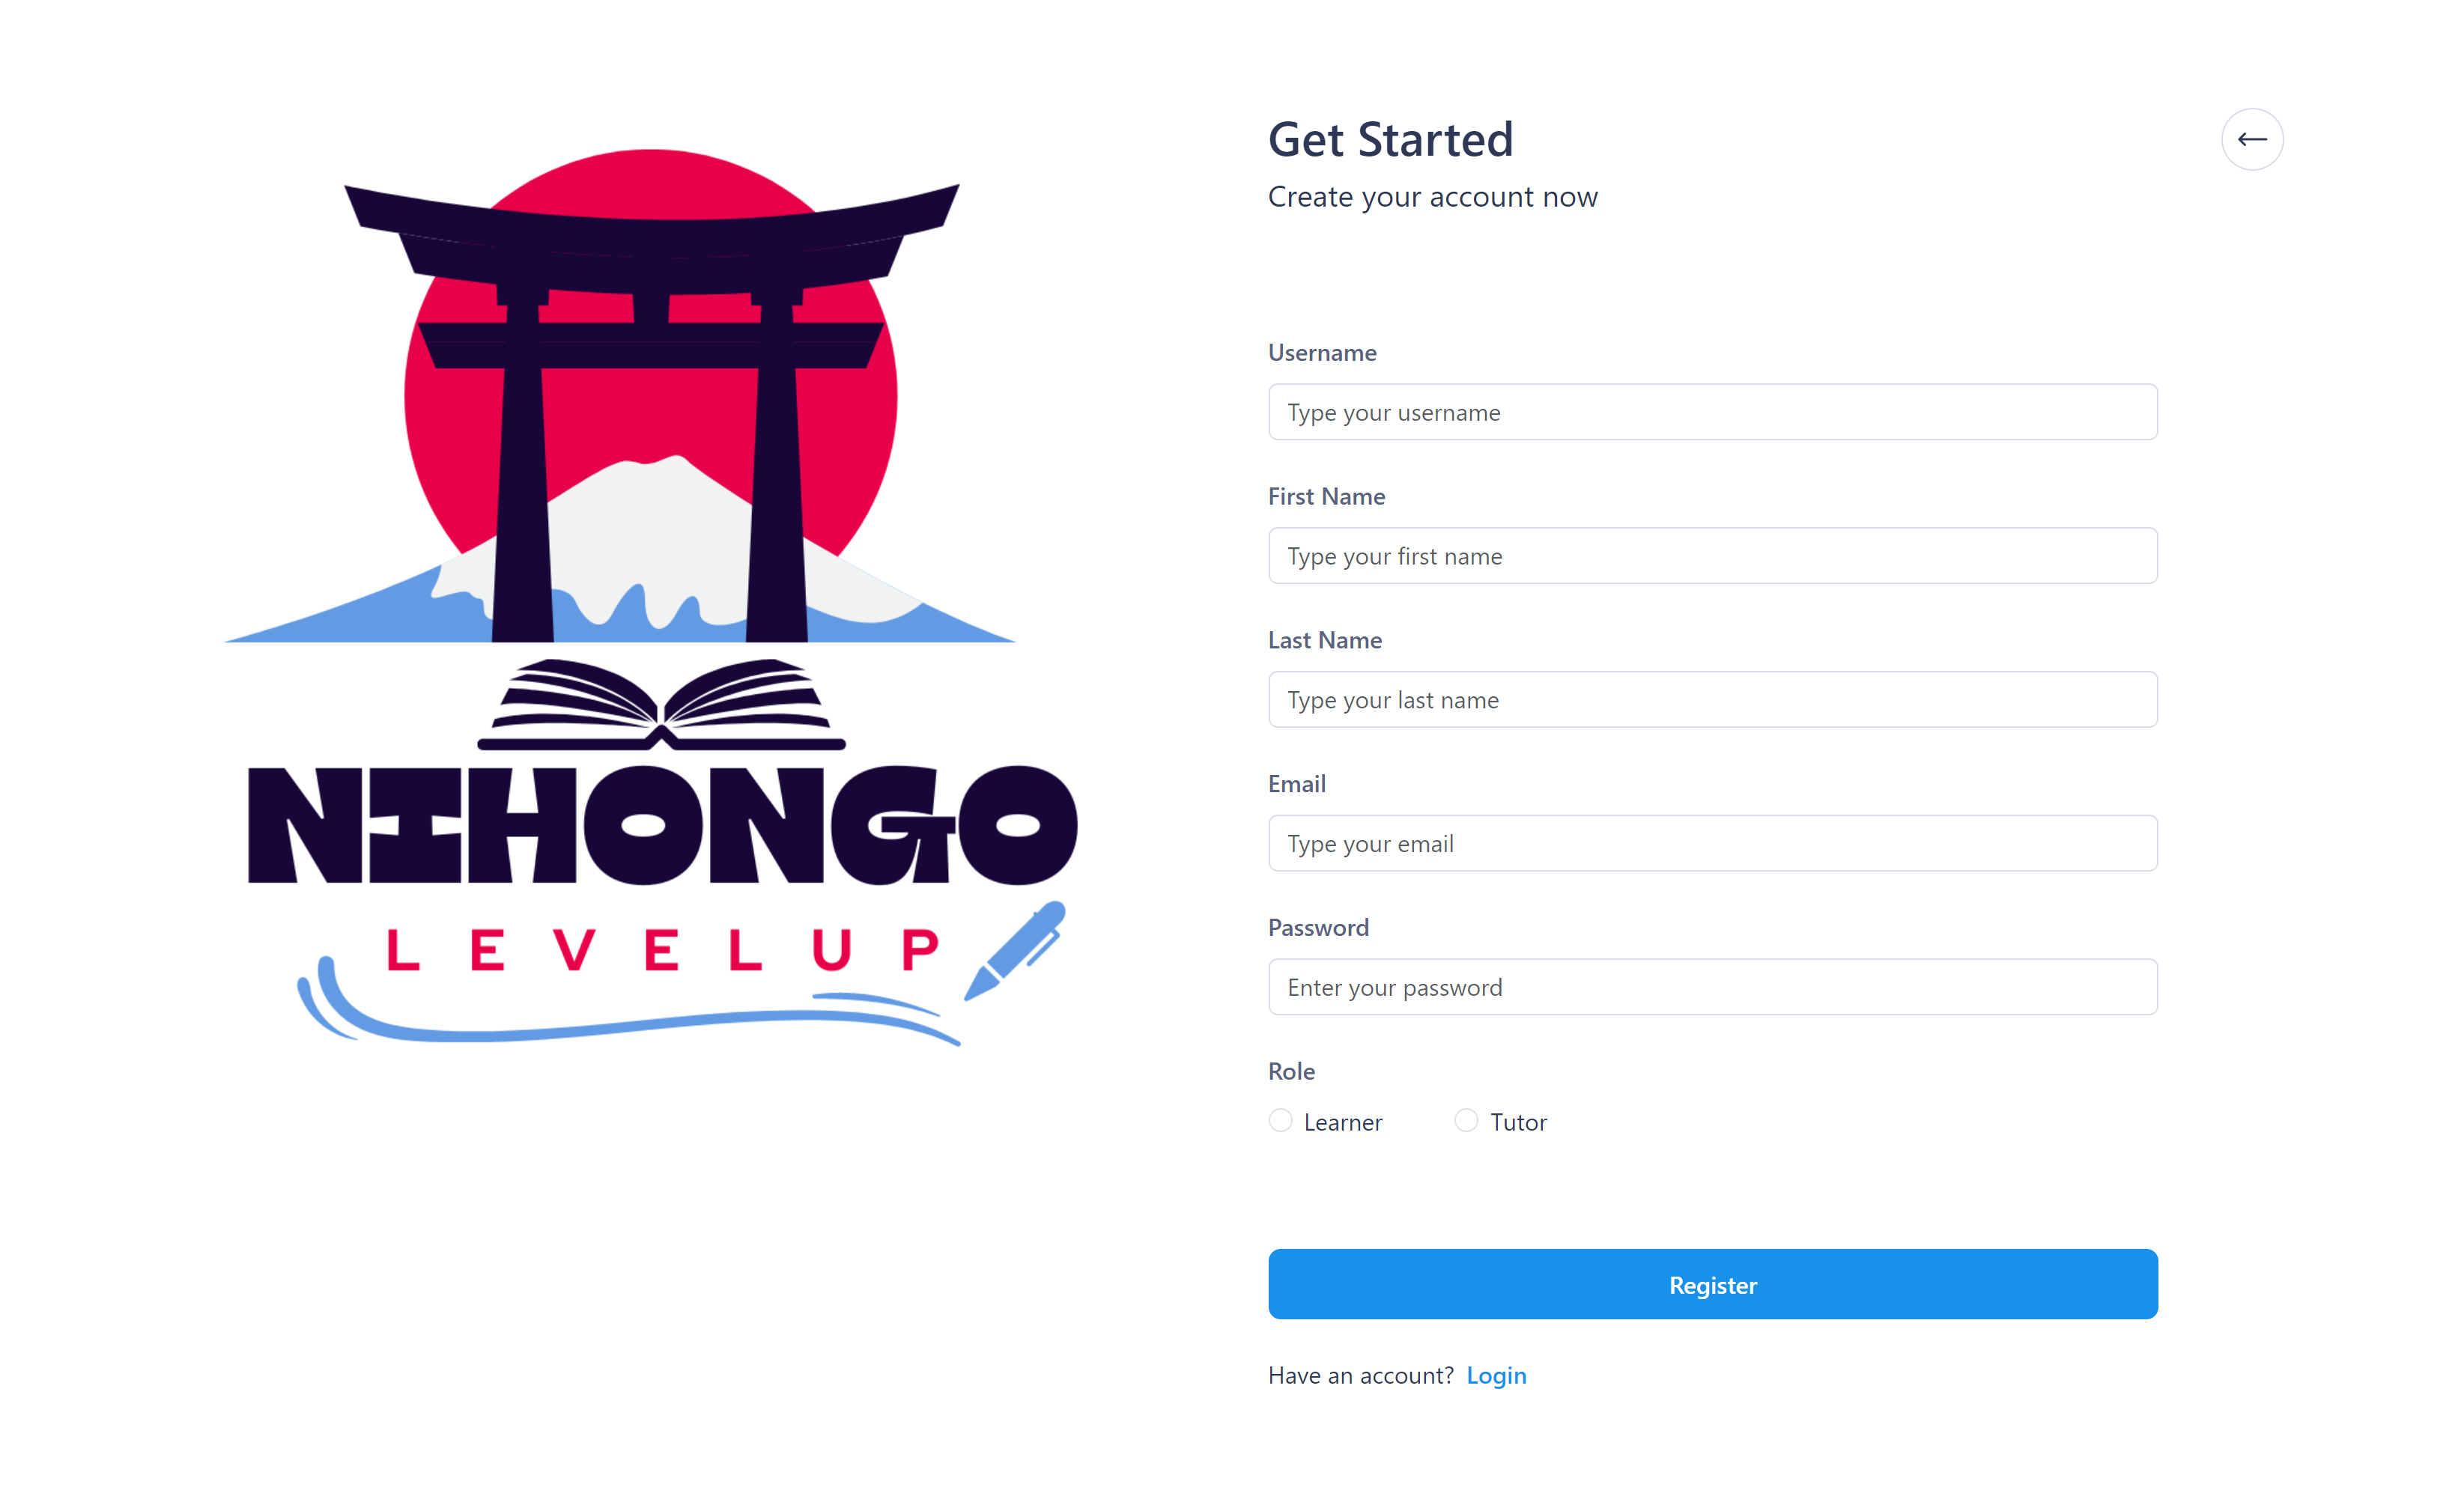 NIHONGO
LEVELUP
Get Started
Create your account now
Username
Type your username
First Name
Type your first name
Last Name
Type your last name
Email
Type your email
Password
Enter your password
Role
Learner Tutor
Register
Have an account? Login